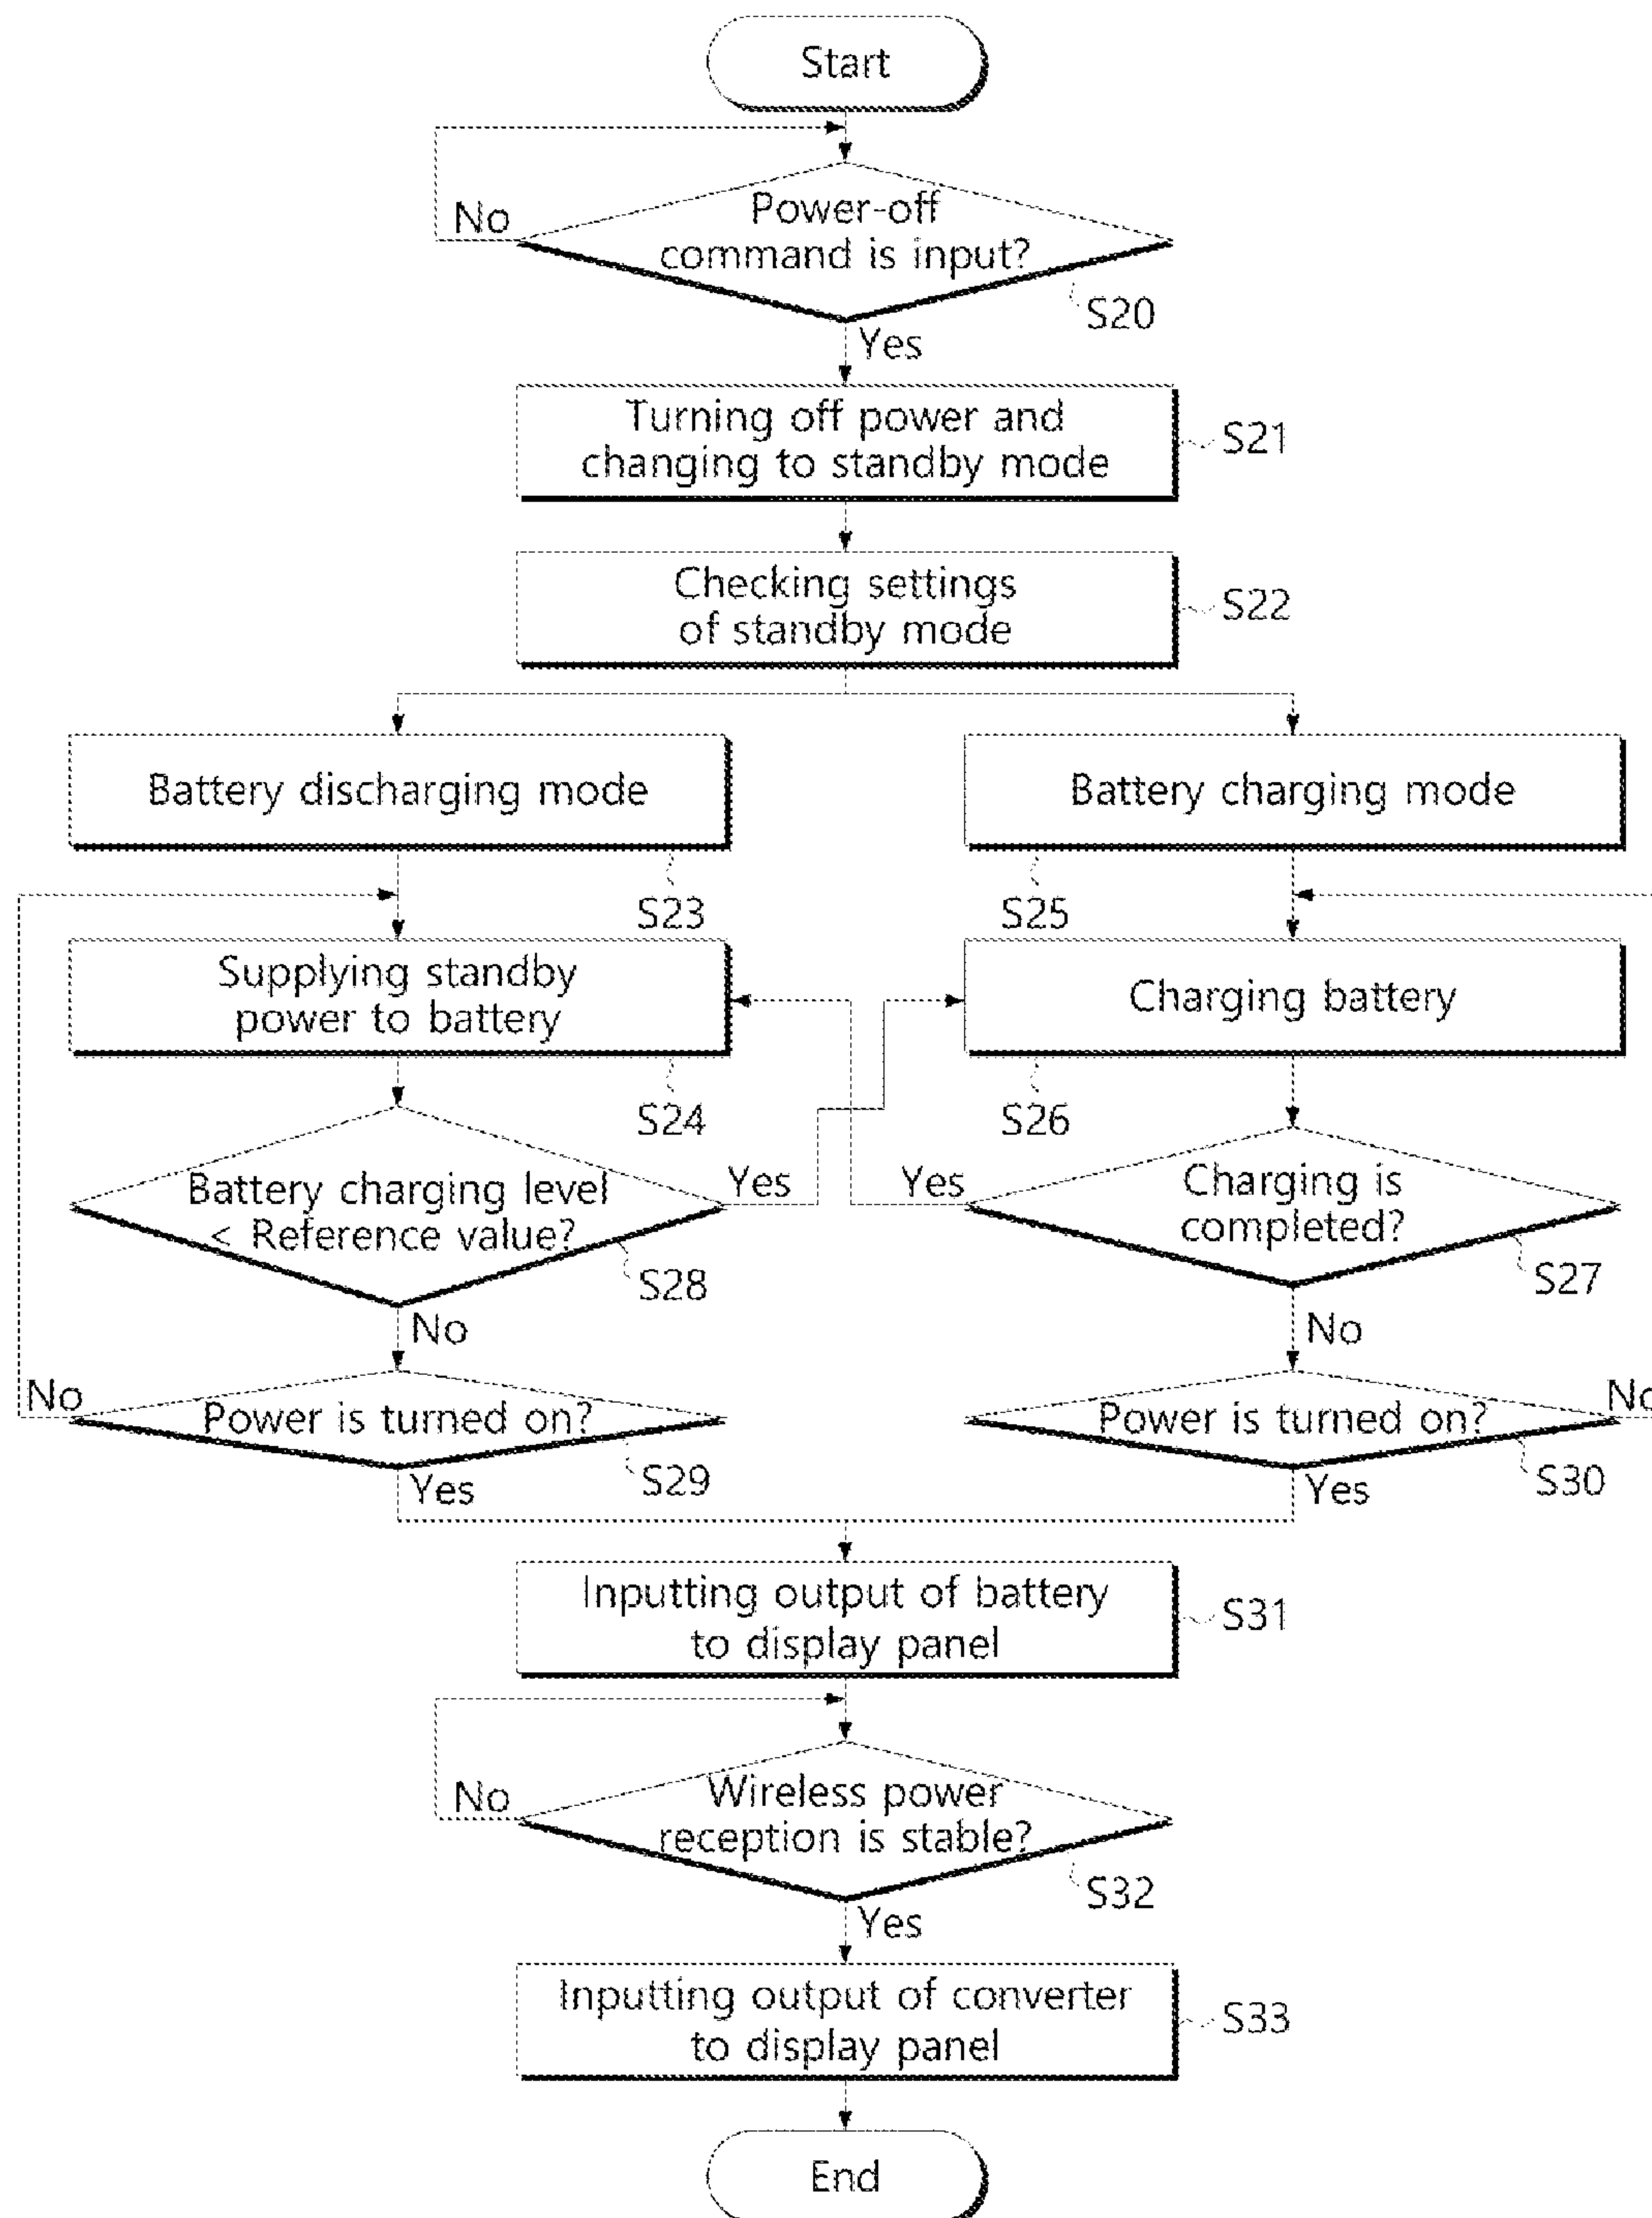 Start
No
Power-off
command is input?
S20
Yes
Turning off power and
changing to standby mode
S21
Checking settings
of standby mode
S22
Battery discharging mode
S23
Battery charging mode
S25
Supplying standby
power to battery
S24
Charging battery
S26
Battery charging level
< Reference value?
Yes
S28
No
Yes
Charging is
completed?
S27
No
No
Power is turned on?
S29
Yes
Power is turned on?
No
S30
Yes
Inputting output of battery
to display panel
S31
No
Wireless power
reception is stable?
S32
Yes
Inputting output of converter
to display panel
S33
End